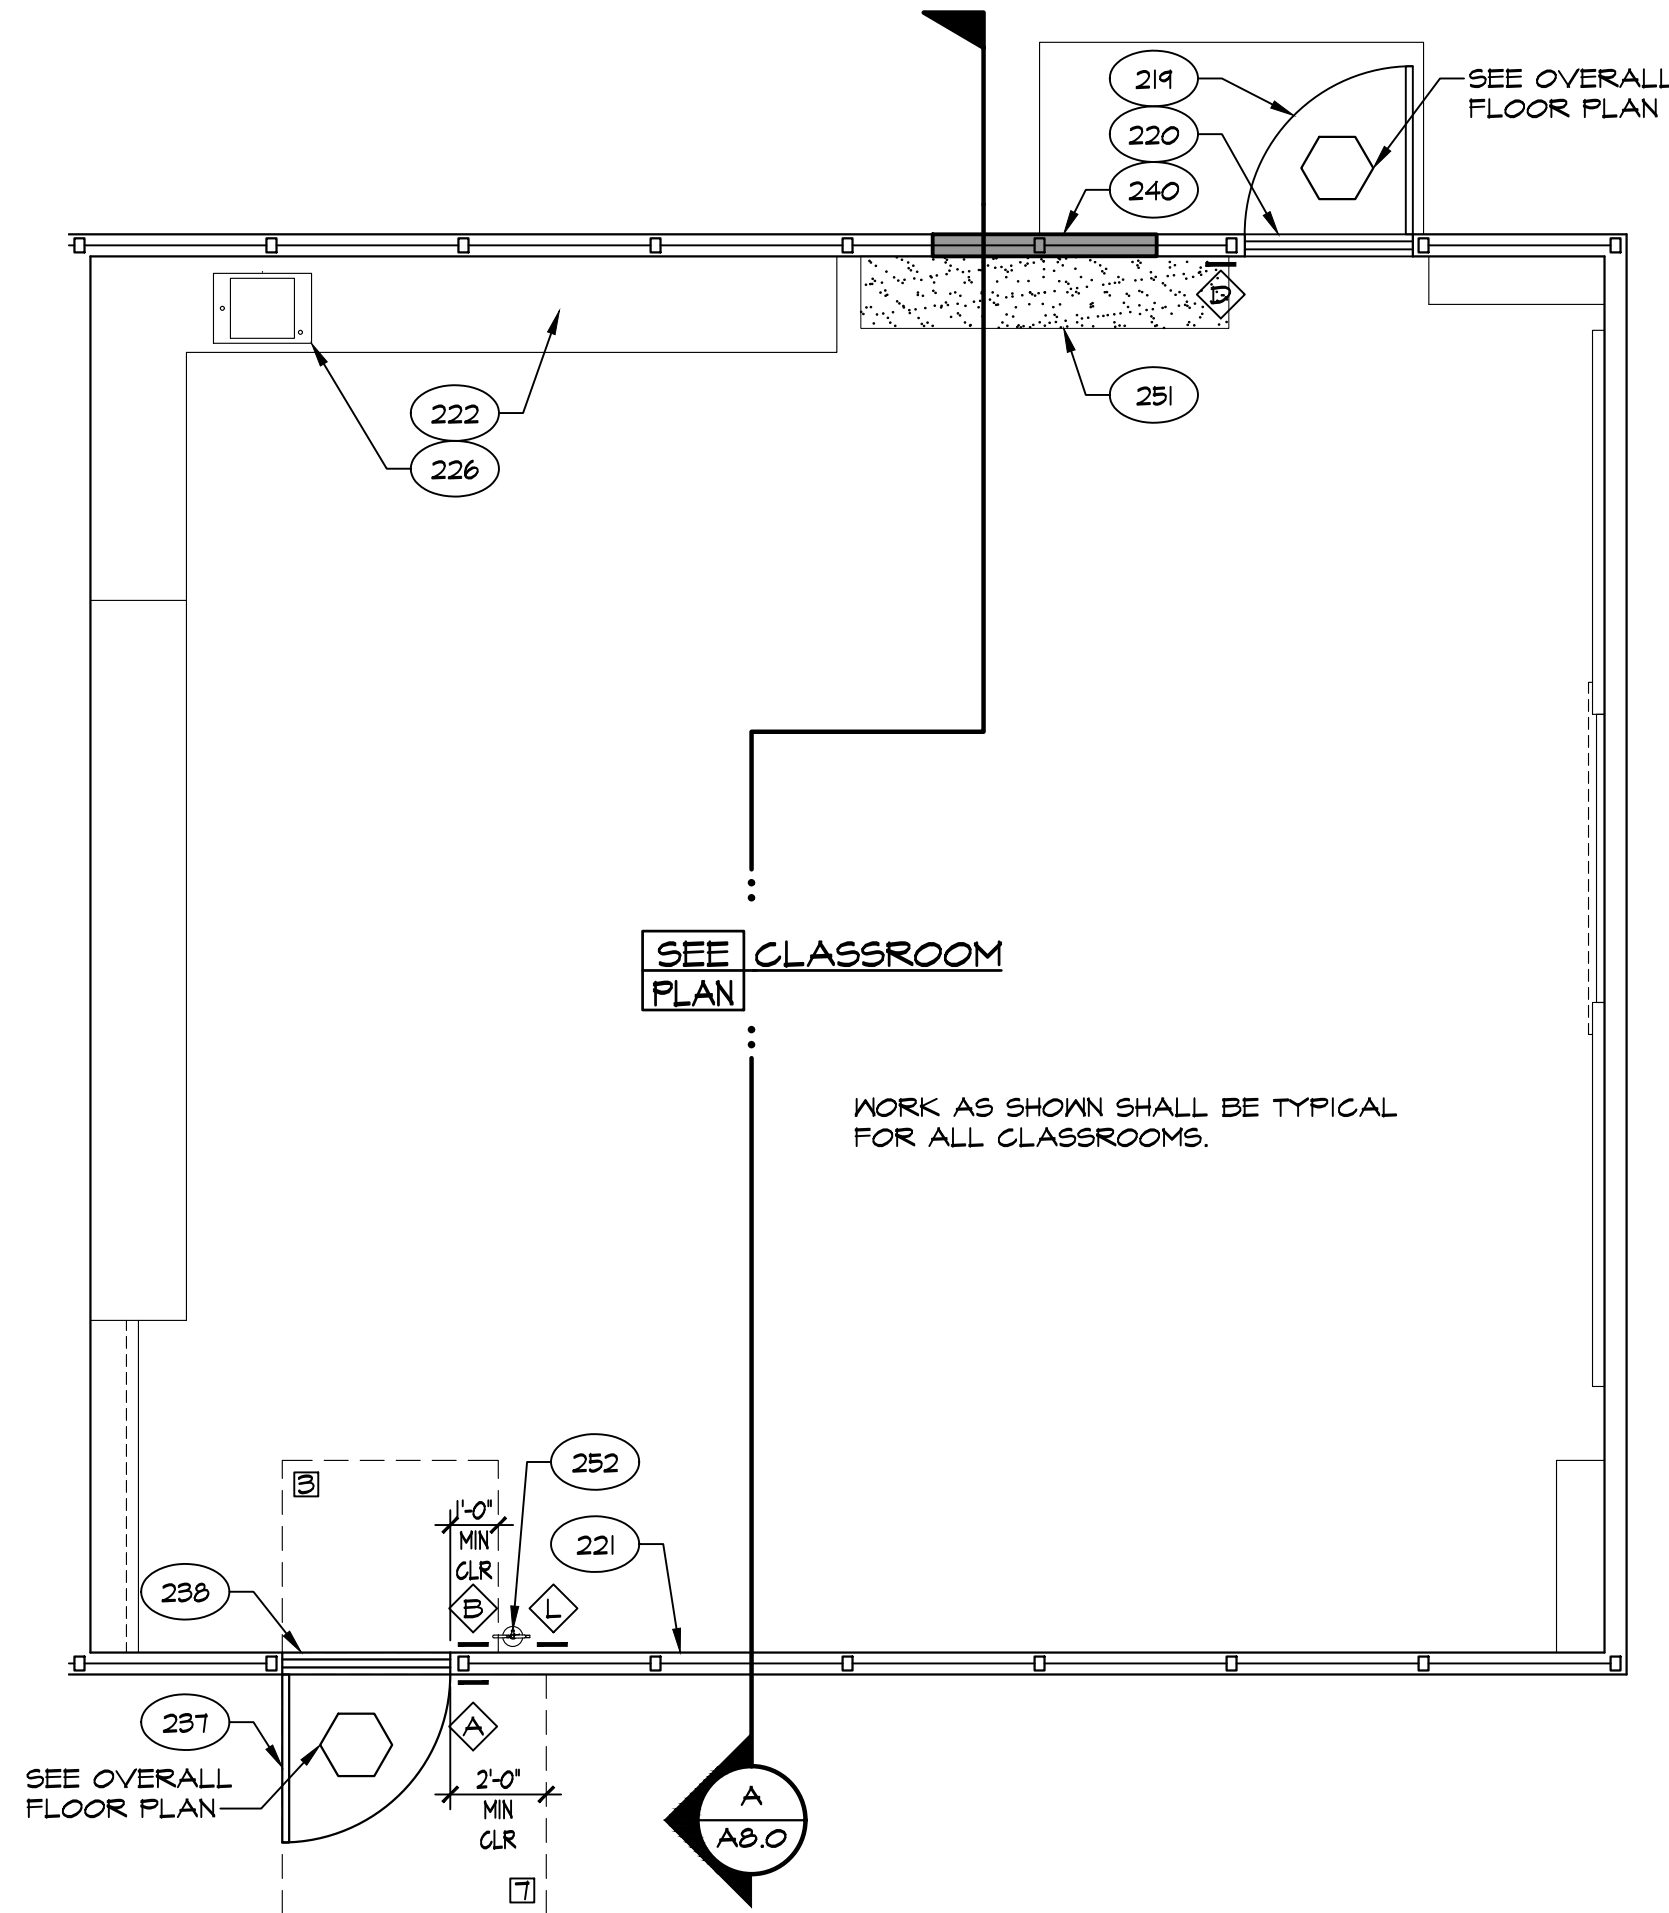 219
SEE OVERALL
FLOOR PLAN
220
240
D
251
222
226
SEE CLASSROOM
PLAN
WORK AS SHOWN SHALL BE TYPICAL
FOR ALL CLASSROOMS.
252
3
1'-0"
MIN
CLR
221
238
B
L
237
A
SEE OVERALL
FLOOR PLAN
2'-0"
MIN
CLR
A
A8.0
7